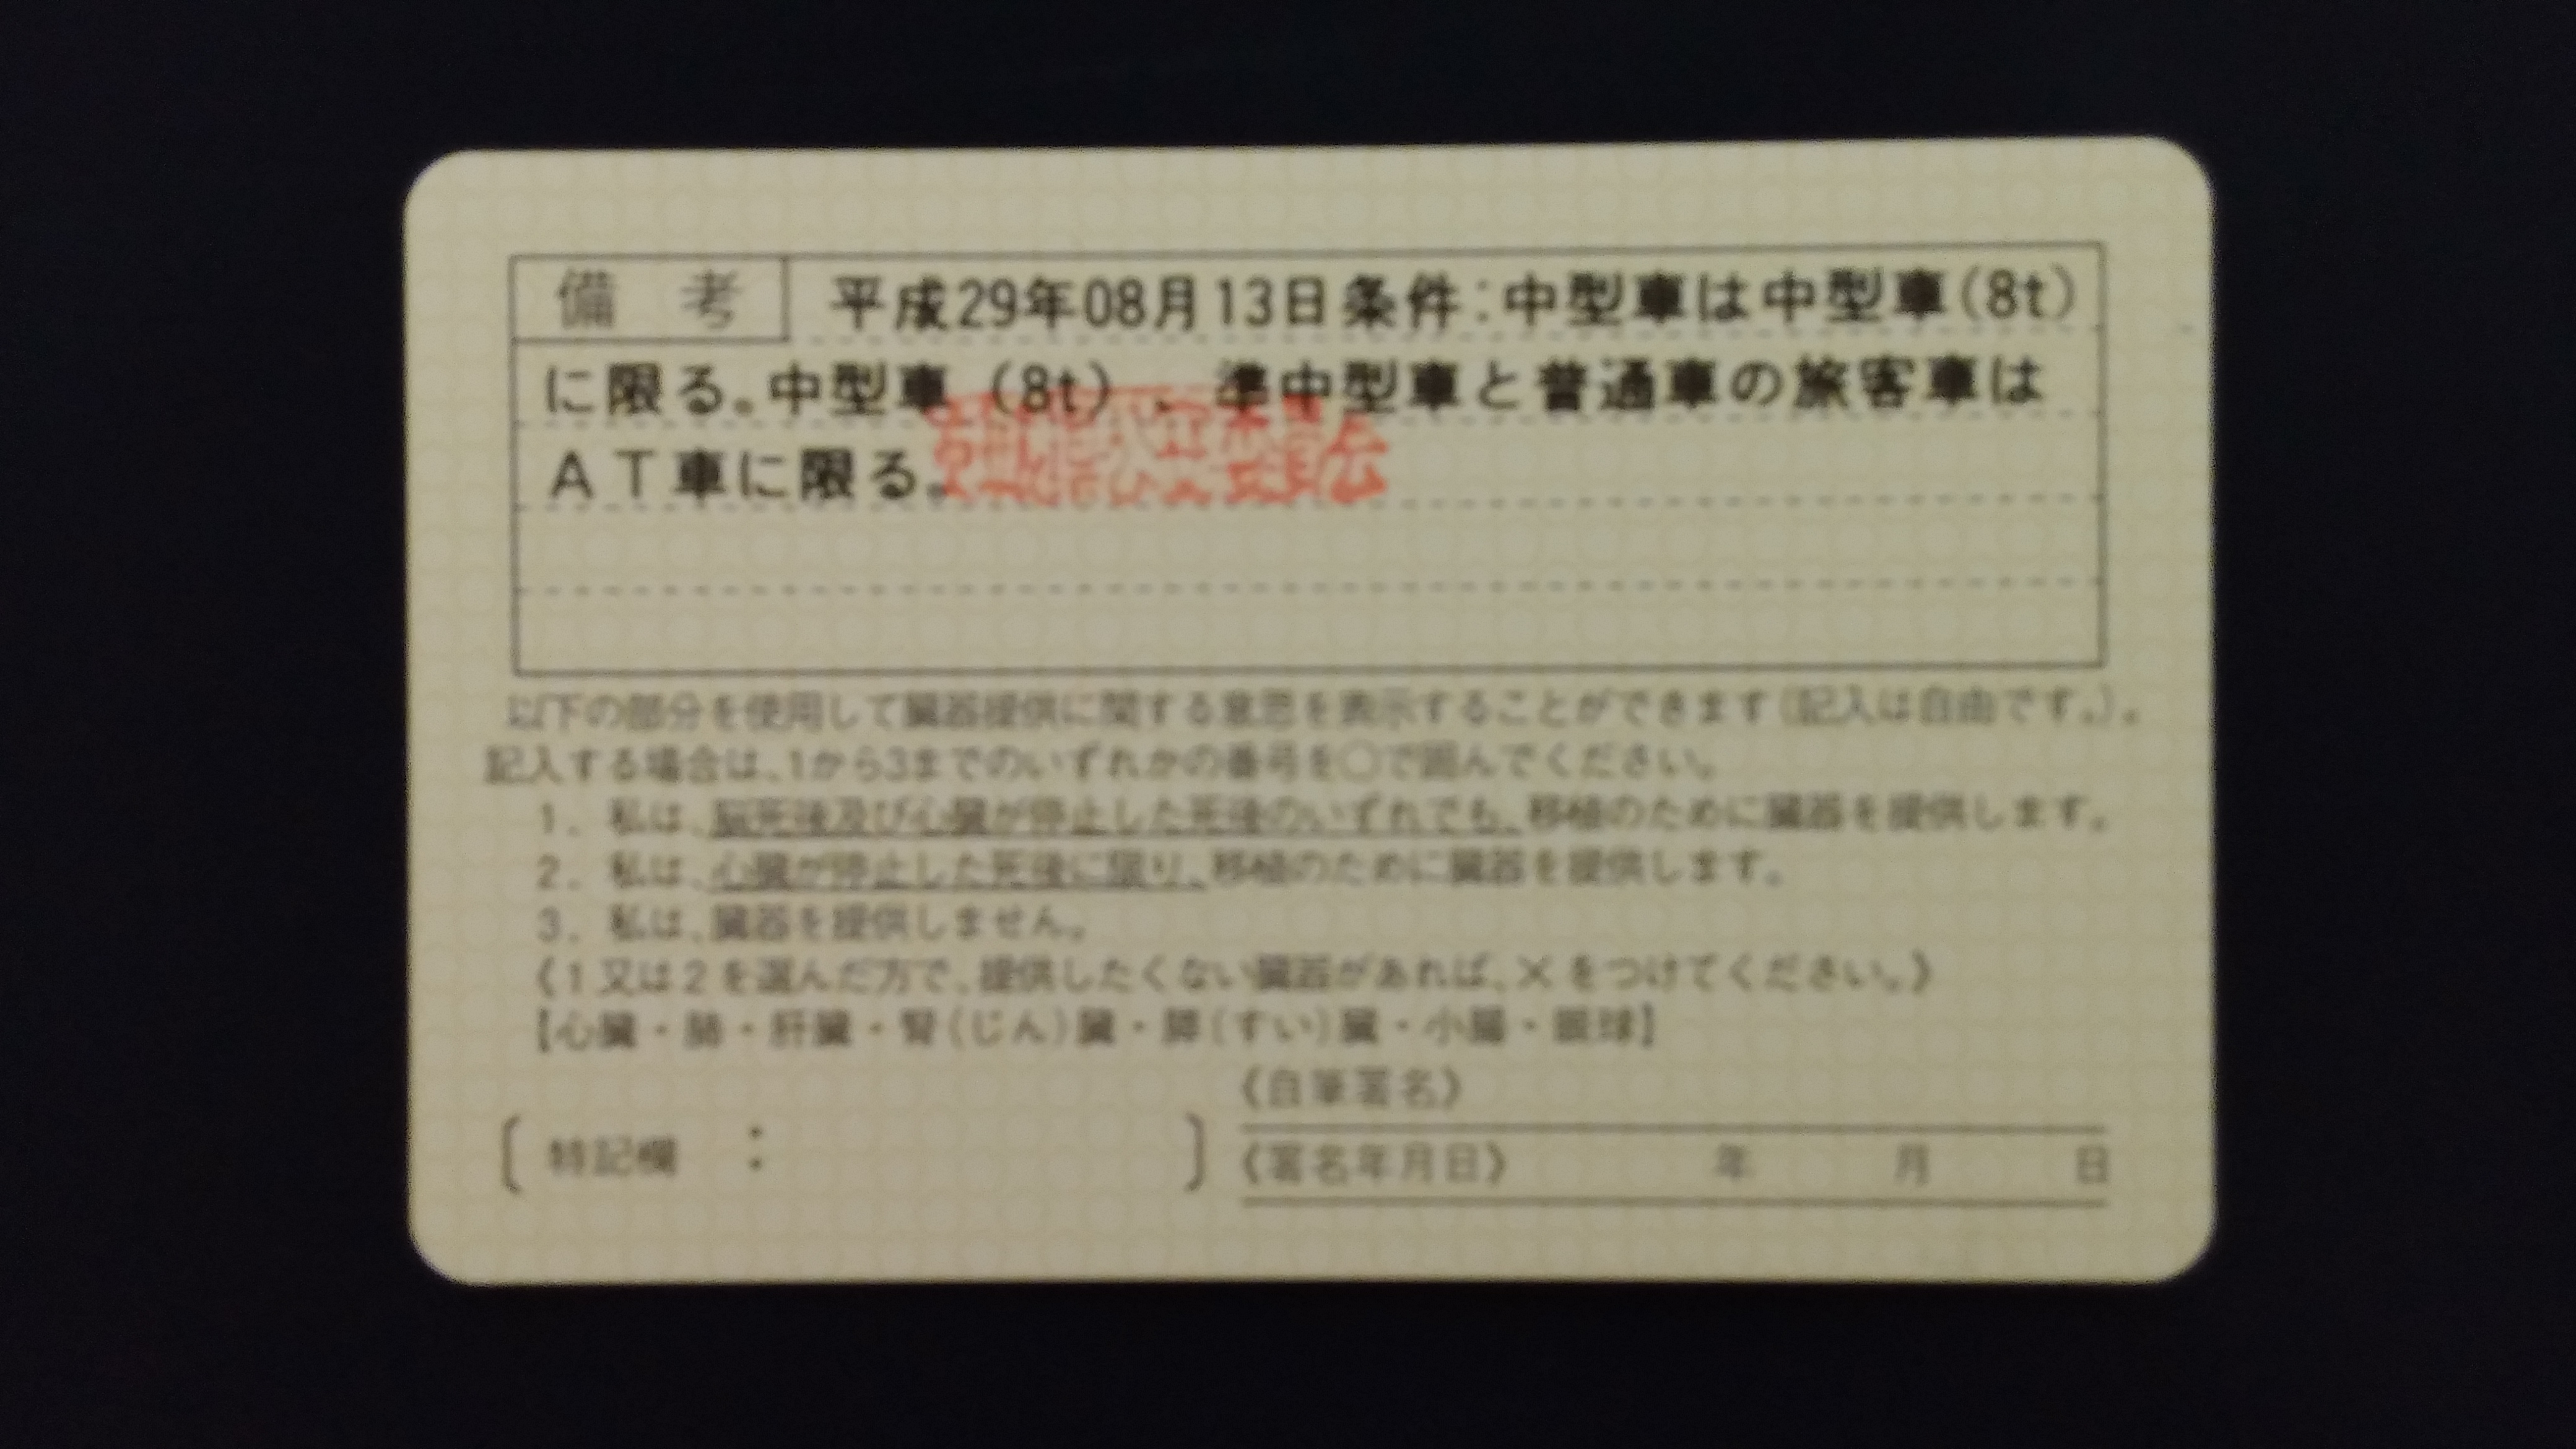 備考 平成29年08月13日条件:中型車は中型車(8t)
に限る。中型車(8t)、準中型車と普通車の旅客車は
AT車に限る。
公安委員会
以下の部分を使用して臓器提供に関する意思を表示することができます(記入は自由です。)。
記入する場合は、1から3までのいずれかの番号を〇で囲んでください。
1. 私は、脳死後及び心臓が停止した死後のいずれでも、移植のために臓器を提供します。
2. 私は、心臓が停止した死後に限り、移植のために臓器を提供します。
3. 私は、臓器を提供しません。
《1又は2を選んだ方で、提供したくない臓器があれば、×をつけてください。》
【心臓・肺・肝臓・腎(じん)臓・膵(すい)臓・小腸・眼球】
〔特記欄: 〕
《自筆署名》
《署名年月日》 年 月 日